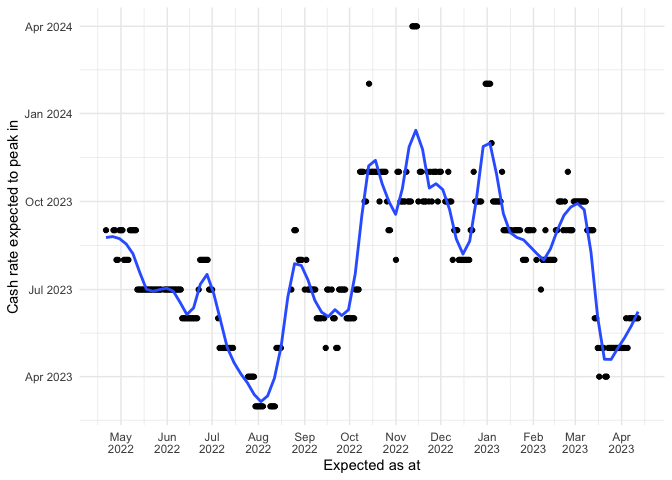 Cash rate expected to peak in
Apr 2024
Jan 2024
Oct 2023
Jul 2023
Apr 2023
May Jun Jul Aug Sep Oct Nov Dec Jan Feb Mar Apr
2022 2022 2022 2022 2022 2022 2022 2022 2023 2023 2023 2023
Expected as at